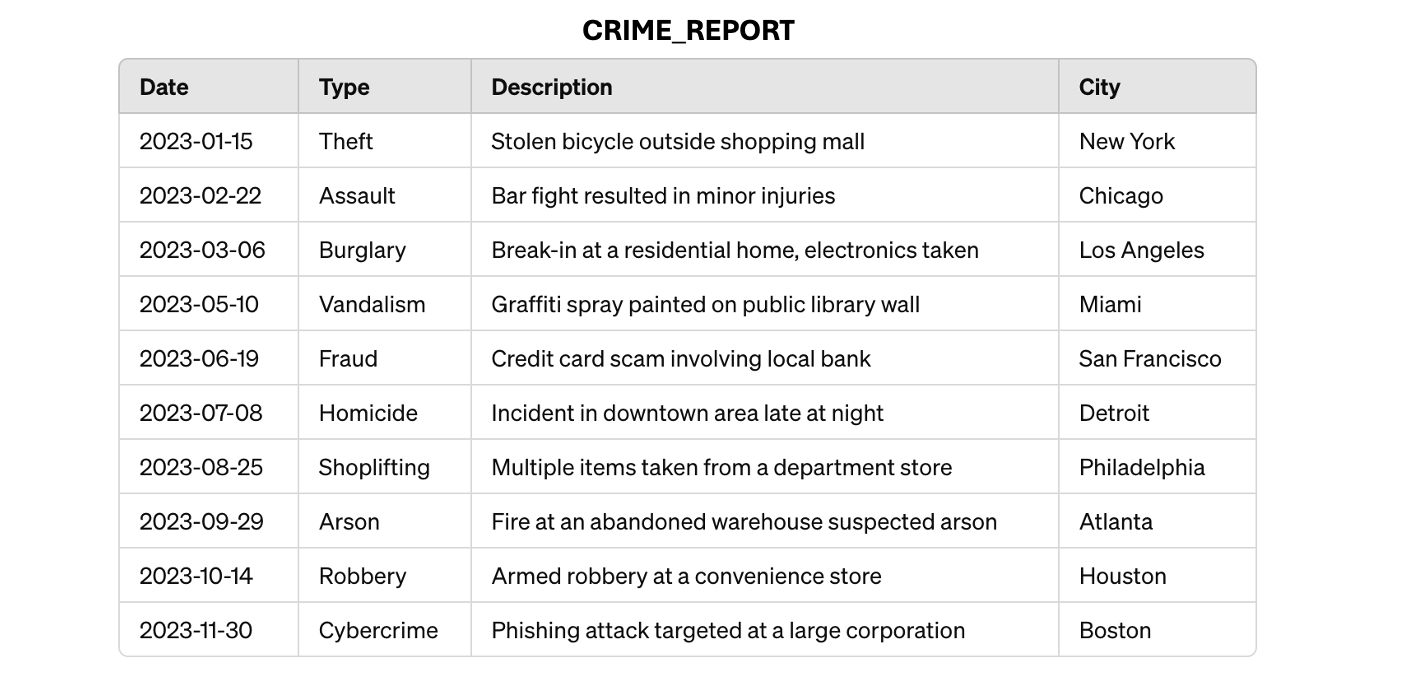 CRIME_REPORT
Date Type Description City
2023-01-15 Theft Stolen bicycle outside shopping mall New York
2023-02-22 Assault Bar fight resulted in minor injuries Chicago
2023-03-06 Burglary Break-in at a residential home, electronics taken Los Angeles
2023-05-10 Vandalism Graffiti spray painted on public library wall Miami
2023-06-19 Fraud Credit card scam involving local bank San Francisco
2023-07-08 Homicide Incident in downtown area late at night Detroit
2023-08-25 Shoplifting Multiple items taken from a department store Philadelphia
2023-09-29 Arson Fire at an abandoned warehouse suspected arson Atlanta
2023-10-14 Robbery Armed robbery at a convenience store Houston
2023-11-30 Cybercrime Phishing attack targeted at a large corporation Boston